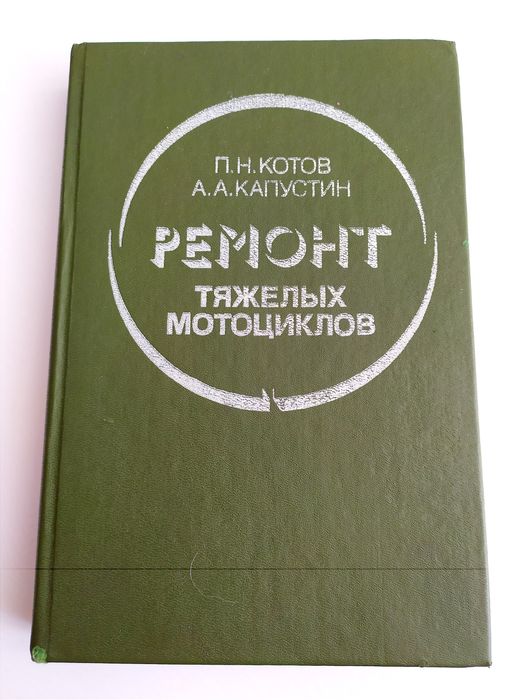 П.Н.КОТОВ
А.А.КАПУСТИН
РЕМОНТ
ТЯЖЕЛЫХ
МОТОЦИКЛОВ